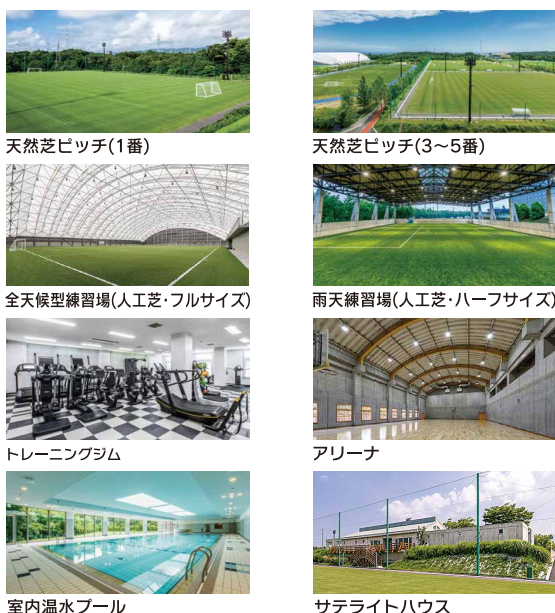 天然芝ピッチ(1番)
天然芝ピッチ(3〜5番)
全天候型練習場(人工芝・フルサイズ)
雨天練習場(人工芝・ハーフサイズ)
トレーニングジム
アリーナ
室内温水プール
サテライトハウス